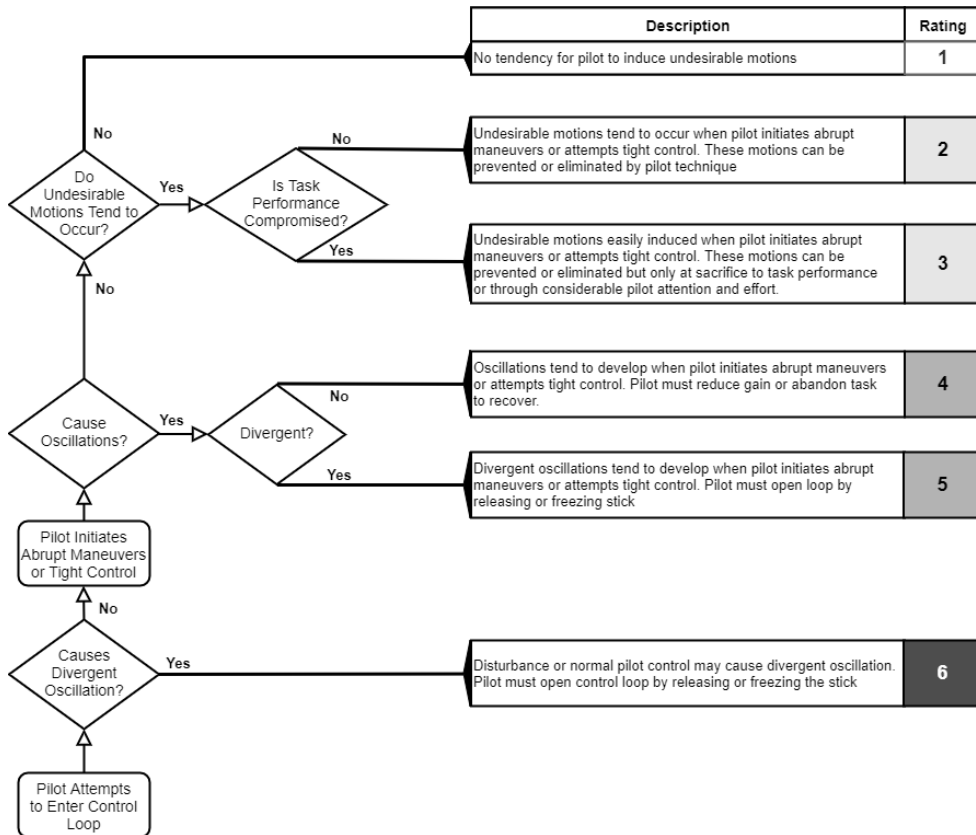 Description
Rating
No tendency for pilot to induce undesirable motions
1
No
Undesirable motions tend to occur when pilot initiates abrupt
maneuvers or attempts tight control. These motions can be
prevented or eliminated by pilot technique
2
No
Do
Undesirable
Motions Tend to
Occur?
Yes
Is Task
Performance
Compromised?
Yes
Undesirable motions easily induced when pilot initiates abrupt
maneuvers or attempts tight control. These motions can be
prevented or eliminated but only at sacrifice to task performance
or through considerable pilot attention and effort.
3
No
Oscillations tend to develop when pilot initiates abrupt maneuvers
or attempts tight control. Pilot must reduce gain or abandon task
to recover.
4
No
Cause
Oscillations?
Yes
Divergent?
Yes
Divergent oscillations tend to develop when pilot initiates abrupt
maneuvers or attempts tight control. Pilot must open loop by
releasing or freezing stick
5
Pilot Initiates
Abrupt Maneuvers
or Tight Control
No
Causes
Divergent
Oscillation?
Yes
Disturbance or normal pilot control may cause divergent oscillation.
Pilot must open control loop by releasing or freezing the stick
6
Pilot Attempts
to Enter Control
Loop